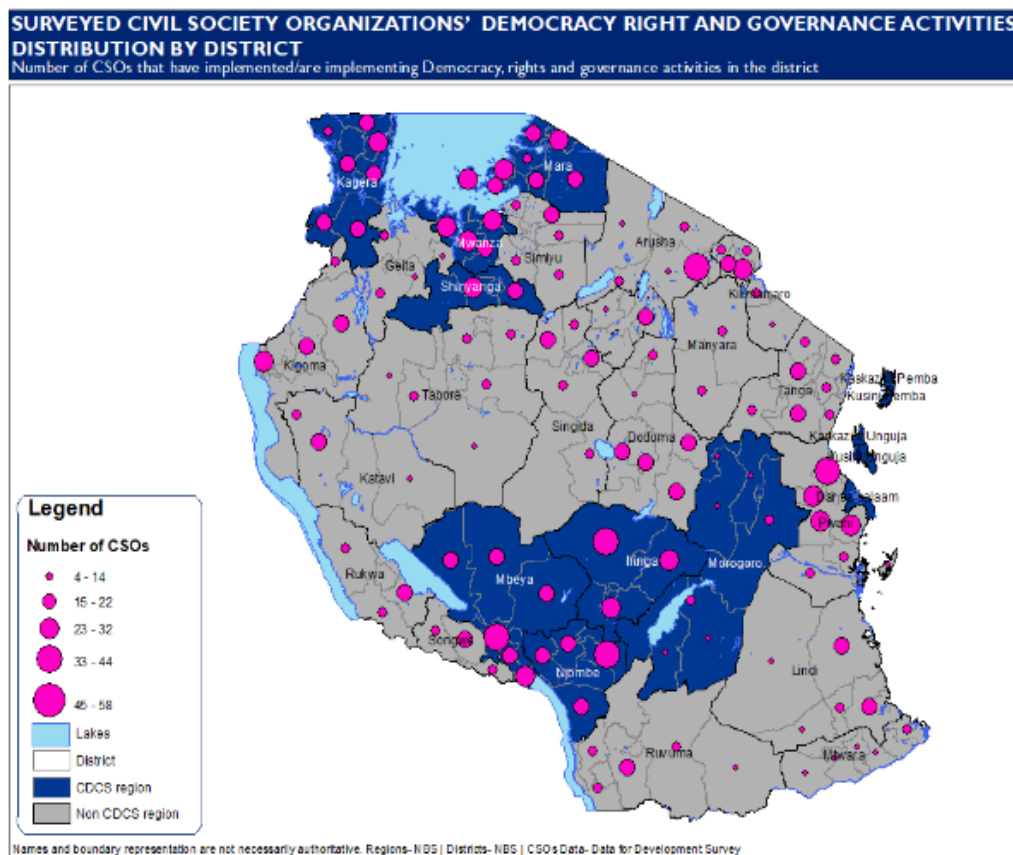 SURVEYED CIVIL SOCIETY ORGANIZATIONS' DEMOCRACY RIGHT AND GOVERNANCE ACTIVITIES
DISTRIBUTION BY DISTRICT
Number of CSOs that have implemented/are implementing Democracy, rights and governance activities in the district
Mara
Kagera
Arusha
Mwanza
Simiyu
Geita
Shinyanga
Kilimanjaro
Manyara
Kigoma
Kaskazini Pemba
Tanga
Kusini Pemba
Tabora
Singida
Dodoma
Kaskazini Unguja
Kusini Unguja
Katavi
Dar es salaam
Pwani
Iringa
Morogoro
Mbeya
Rukwa
Songwe
Njombe
Lindi
Ruvuma
Mtwara
Legend
Number of CSOs
4 - 14
15 - 22
23 - 32
33 - 44
45 - 58
Lakes
District
CDCS region
Non CDCS region
Names and boundary representation are not necessarily authoritative. Regions- NBS | Districts- NBS | CSOs Data- Data for Development Survey